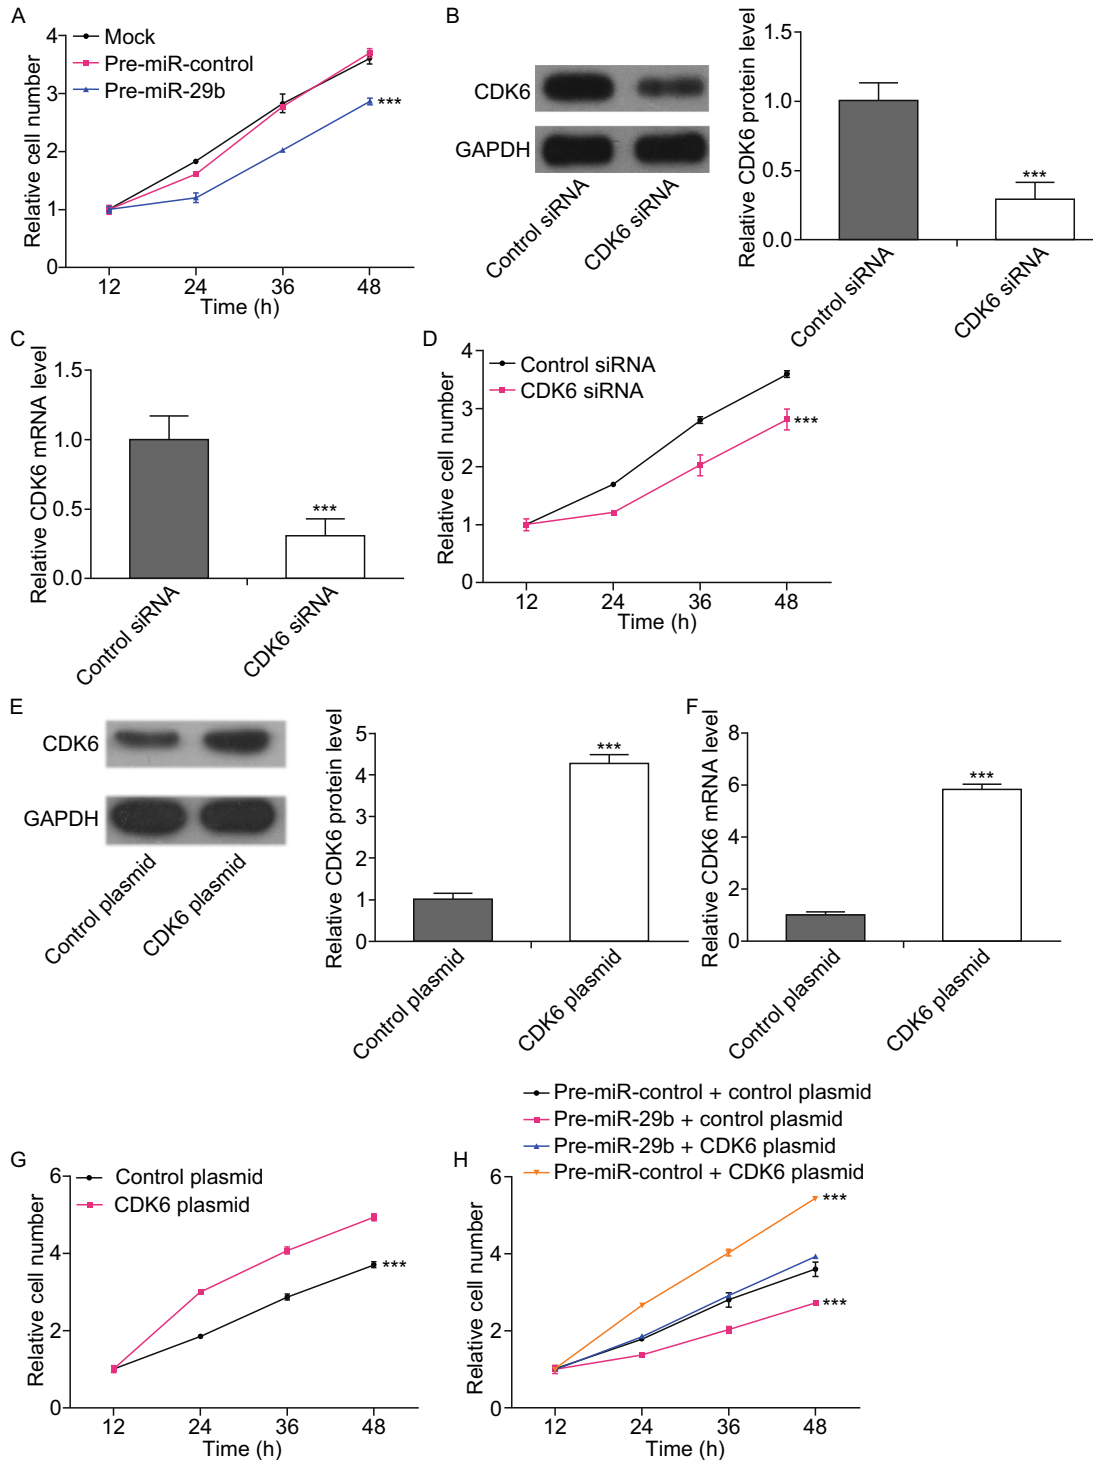 A
Mock
Pre-miR-control
Pre-miR-29b
***
Relative cell number
4
3
2
1
0
12 24 36 48
Time (h)
B
CDK6
GAPDH
Control siRNA
CDK6 siRNA
Relative CDK6 protein level
1.5
1.0
0.5
0.0
***
Control siRNA
CDK6 siRNA
C
Relative CDK6 mRNA level
1.5
1.0
0.5
0.0
***
Control siRNA
CDK6 siRNA
D
Control siRNA
CDK6 siRNA
***
Relative cell number
4
3
2
1
0
12 24 36 48
Time (h)
E
CDK6
GAPDH
Control plasmid
CDK6 plasmid
Relative CDK6 protein level
5
4
3
2
1
0
***
Control plasmid
CDK6 plasmid
F
Relative CDK6 mRNA level
8
6
4
2
0
***
Control plasmid
CDK6 plasmid
G
Control plasmid
CDK6 plasmid
***
Relative cell number
6
4
2
0
12 24 36 48
Time (h)
H
Pre-miR-control + control plasmid
Pre-miR-29b + control plasmid
Pre-miR-29b + CDK6 plasmid
Pre-miR-control + CDK6 plasmid
***
***
Relative cell number
6
4
2
0
12 24 36 48
Time (h)